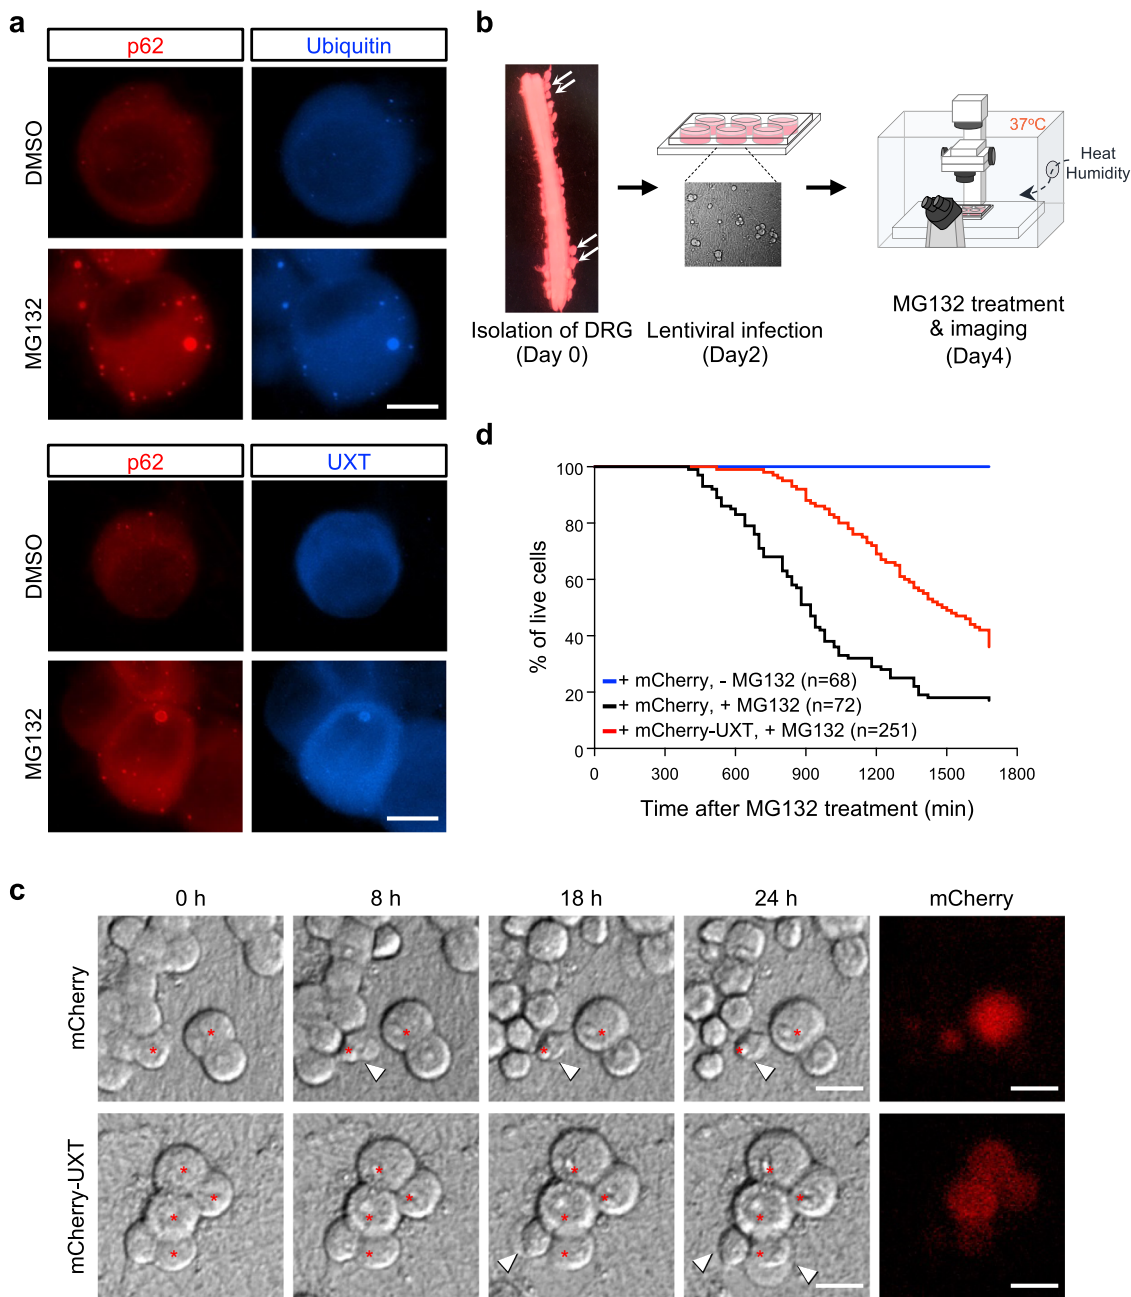 a
p62
Ubiquitin
DMSO
MG132
p62
UXT
DMSO
MG132
b
37°C
Heat
Humidity
Isolation of DRG
(Day 0)
Lentiviral infection
(Day2)
MG132 treatment
& imaging
(Day4)
d
% of live cells
100
80
60
40
20
0
+ mCherry, - MG132 (n=68)
+ mCherry, + MG132 (n=72)
+ mCherry-UXT, + MG132 (n=251)
0 300 600 900 1200 1500 1800
Time after MG132 treatment (min)
c
0 h
8 h
18 h
24 h
mCherry
mCherry
mCherry-UXT